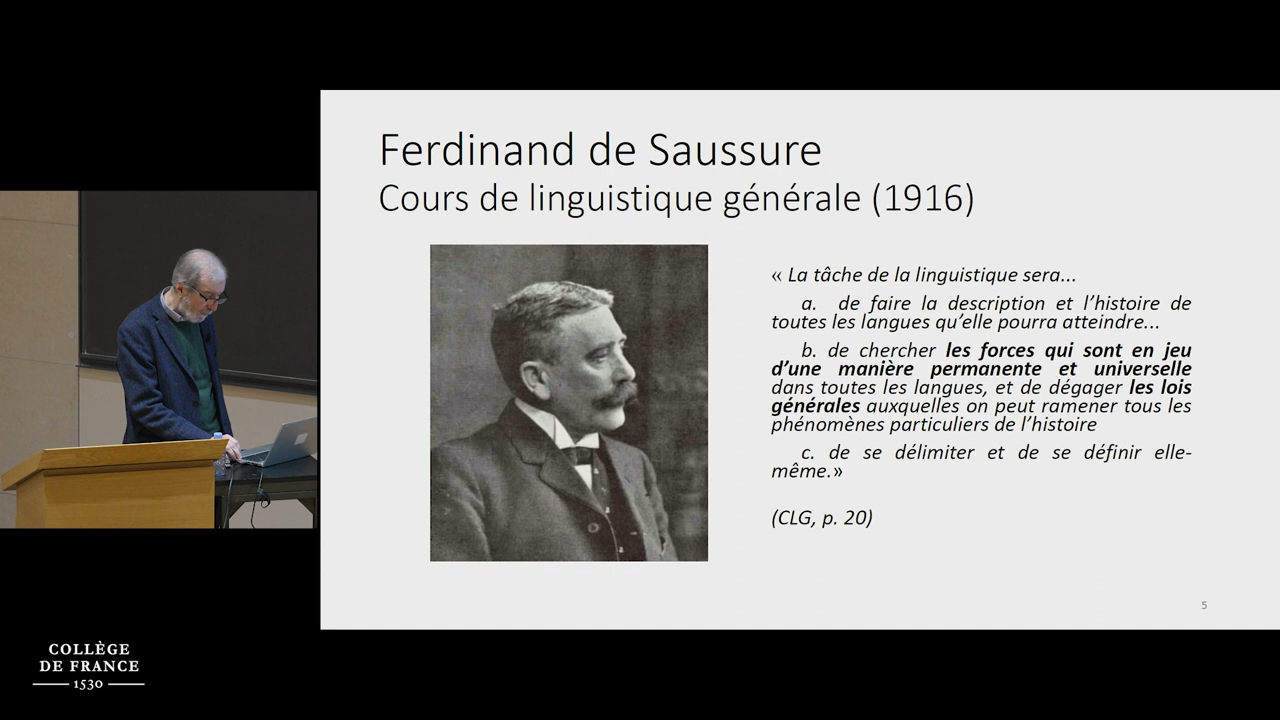 Ferdinand de Saussure
Cours de linguistique générale (1916)
« La tâche de la linguistique sera...
a. de faire la description et l’histoire de
toutes les langues qu’elle pourra atteindre...
b. de chercher les forces qui sont en jeu
d’une manière permanente et universelle
dans toutes les langues, et de dégager les lois
générales auxquelles on peut ramener tous les
phénomènes particuliers de l’histoire
c. de se délimiter et de se définir elle-
même.»
(CLG, p. 20)
5
COLLÈGE
DE FRANCE
1530